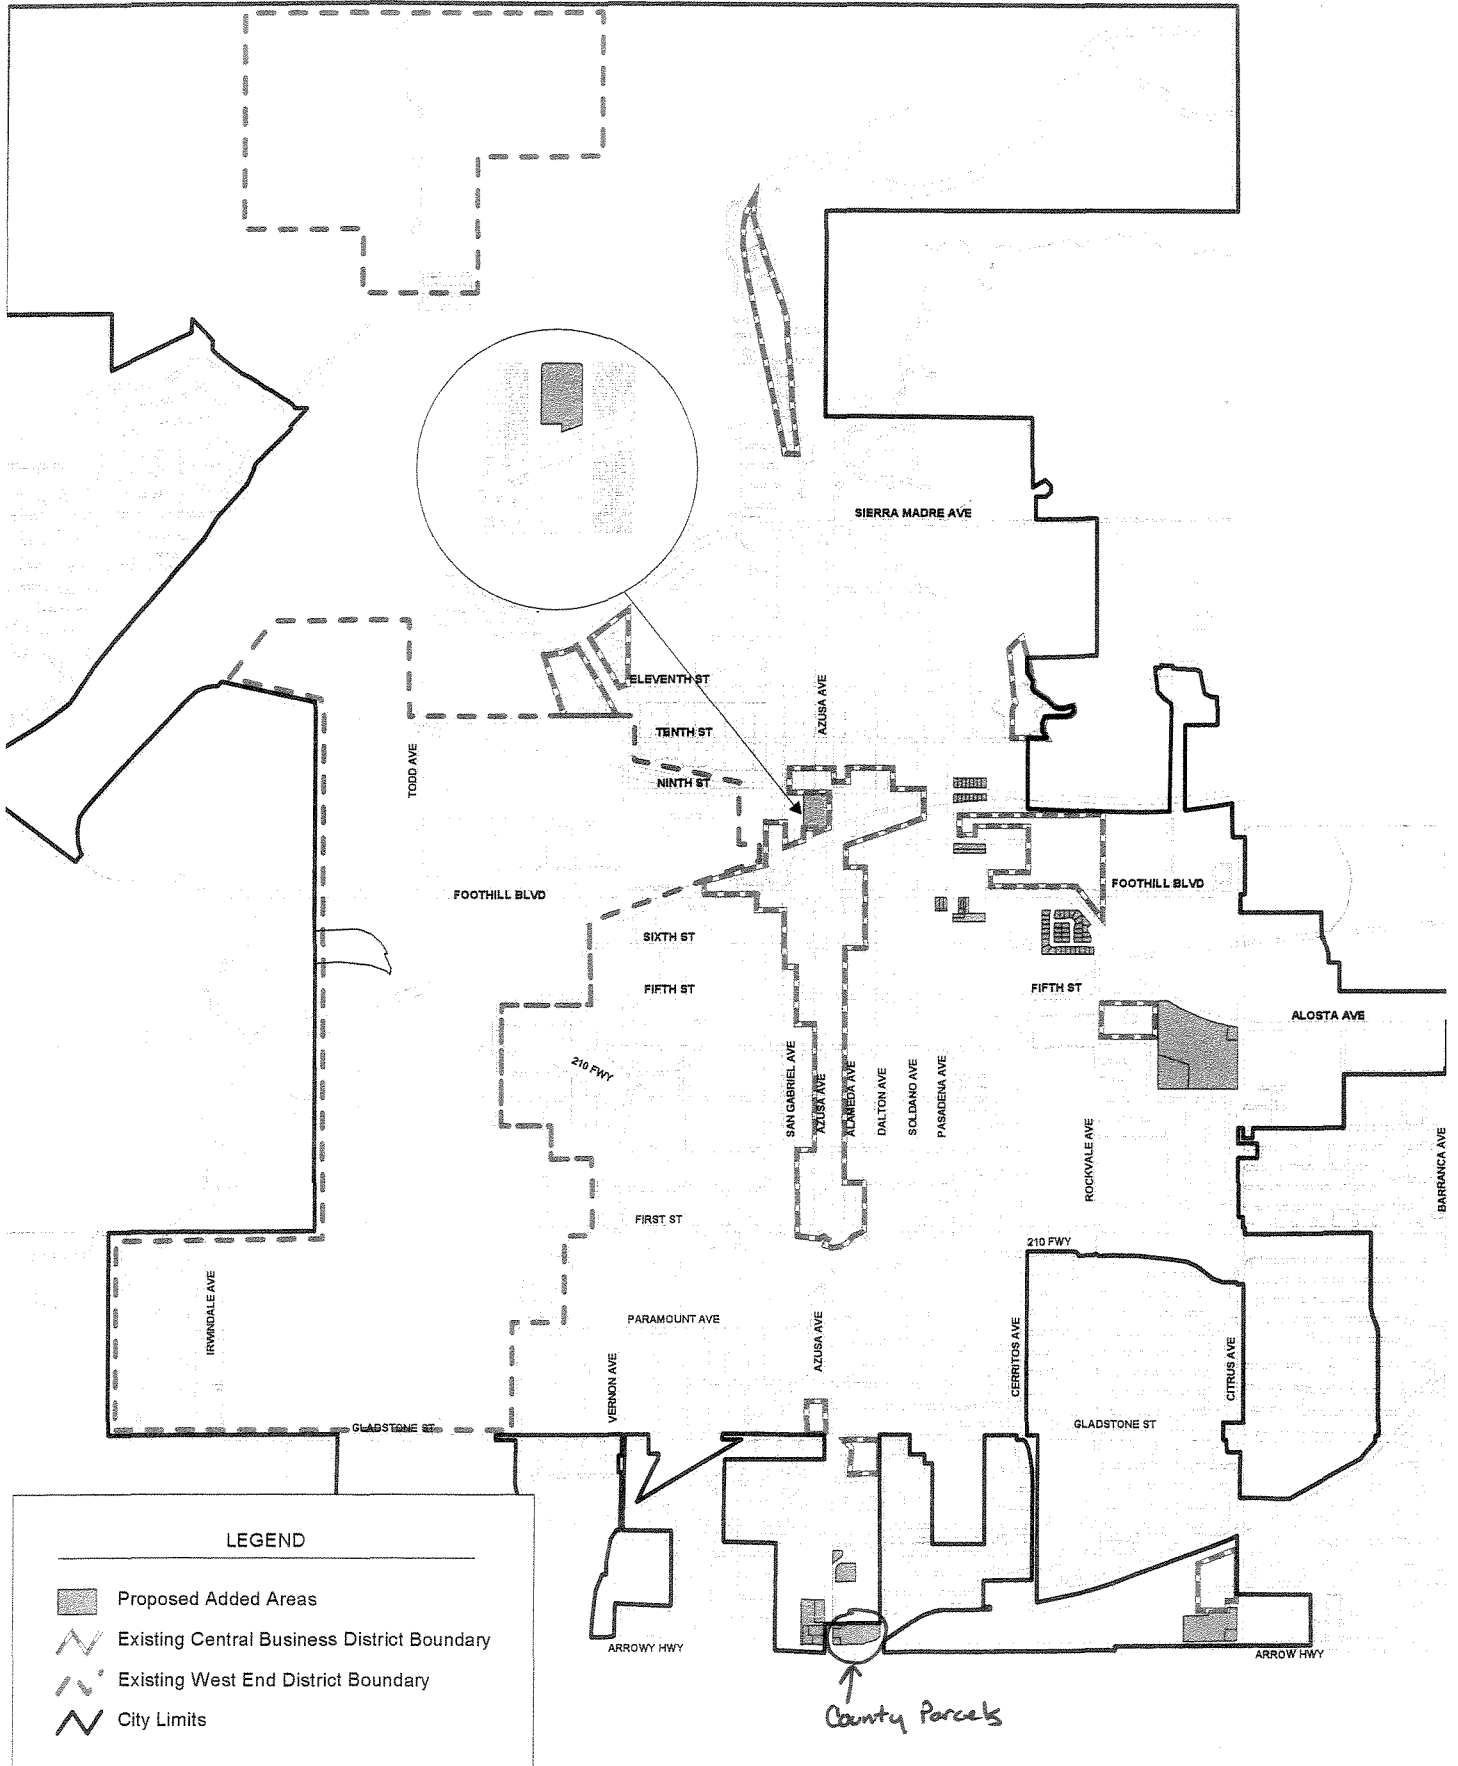 SIERRA MADRE AVE
ELEVENTH ST
AZUSA AVE
TENTH ST
TODD AVE
NINTH ST
FOOTHILL BLVD
FOOTHILL BLVD
SIXTH ST
FIFTH ST
FIFTH ST
ALOSTA AVE
210 FWY
SAN GABRIEL AVE
AZUSA AVE
ALAMEDA AVE
DALTON AVE
SOLDANO AVE
PASADENA AVE
ROCKVALE AVE
BARRANCA AVE
FIRST ST
210 FWY
IRWINDALE AVE
PARAMOUNT AVE
AZUSA AVE
CERRITOS AVE
CITRUS AVE
VERNON AVE
GLADSTONE ST
GLADSTONE ST
LEGEND
Proposed Added Areas
Existing Central Business District Boundary
Existing West End District Boundary
City Limits
ARROWY HWY
ARROW HWY
County Parcels